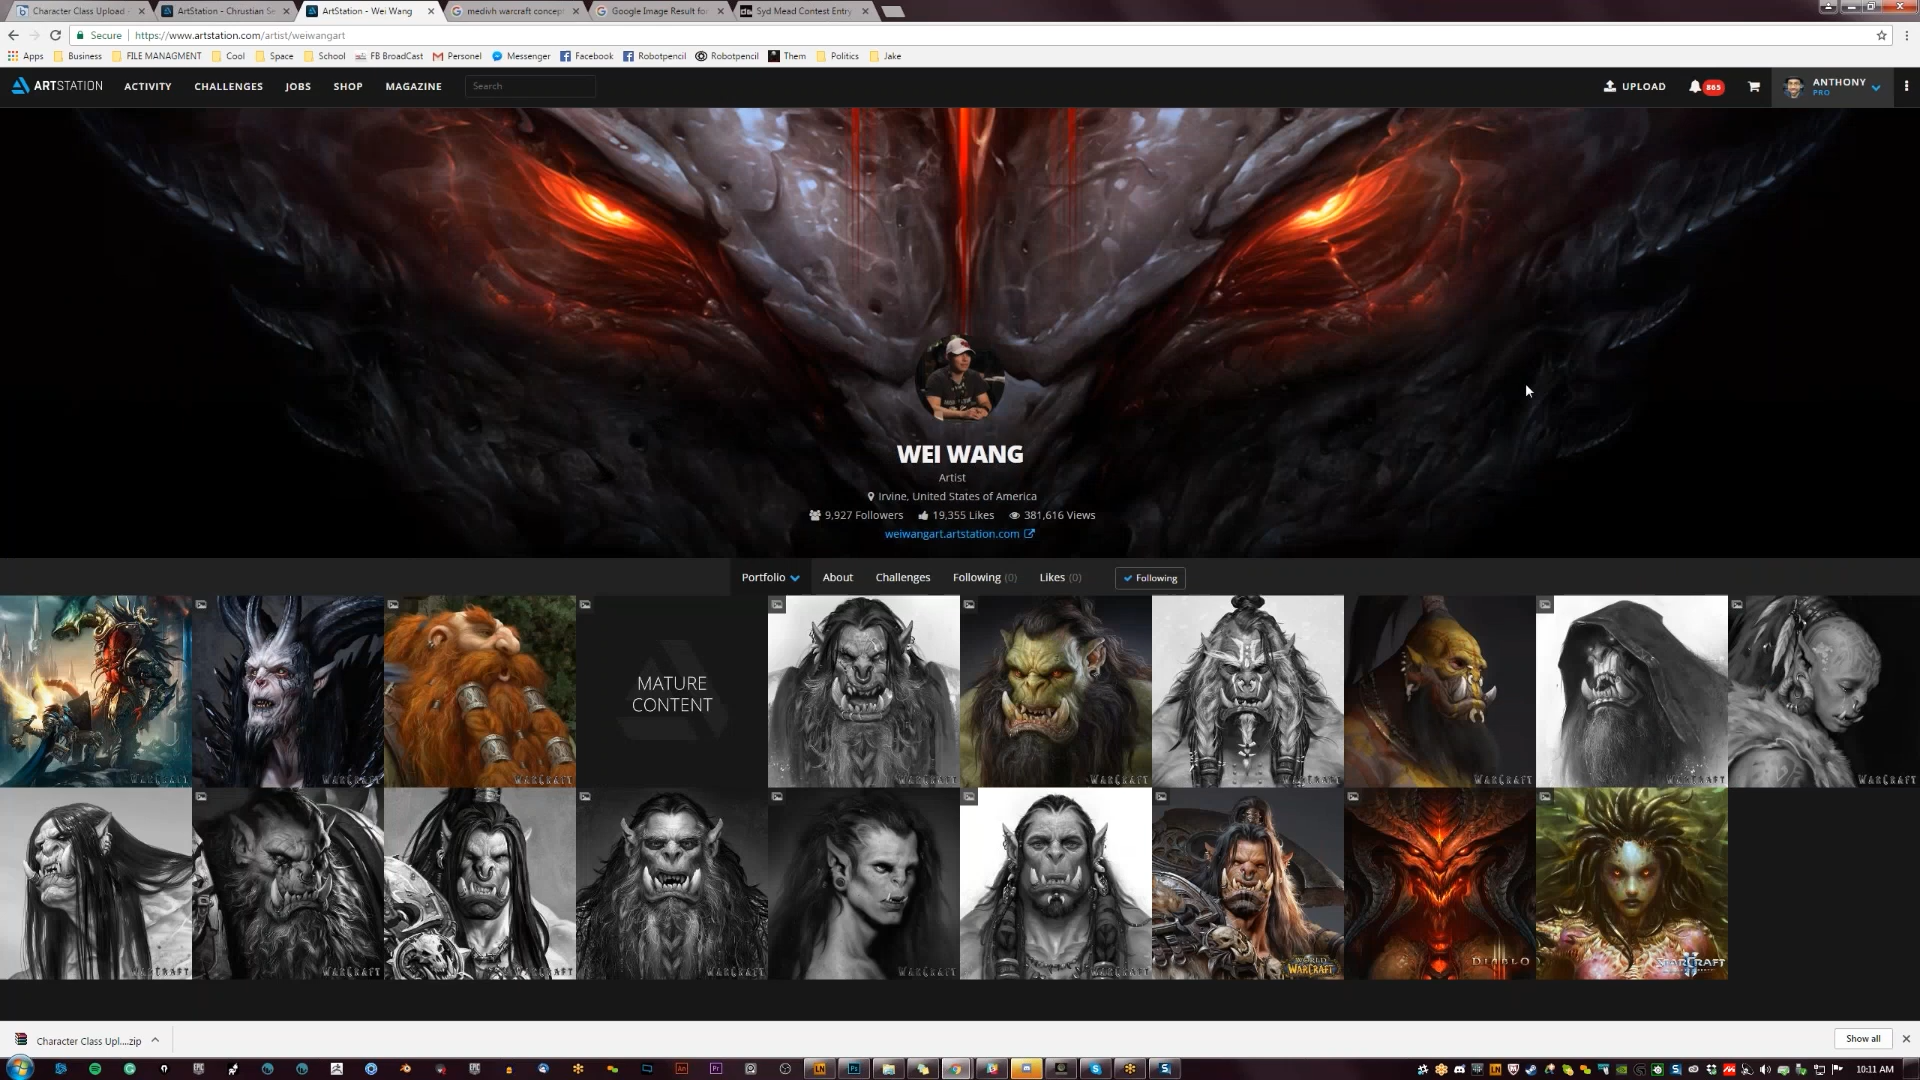 Character Class Upload -
ArtStation - Chrustian Se
ArtStation - Wei Wang
medivh warcraft concept
Google Image Result for
Syd Mead Contest Entry
Secure
https://www.artstation.com/artist/weiwangart
Apps Business FILE MANAGMENT Cool Space School FB BroadCast Personel Messenger Facebook Robotpencil Robotpencil Them Politics Jake
ARTSTATION ACTIVITY CHALLENGES JOBS SHOP MAGAZINE Search UPLOAD 865 ANTHONY
PRO
WEI WANG
Artist
Irvine, United States of America
9,927 Followers 19,355 Likes 381,616 Views
weiwangart.artstation.com
Portfolio About Challenges Following (0) Likes (0) Following
MATURE
CONTENT
WARCRAFT WARCRAFT WARCRAFT WARCRAFT WARCRAFT WARCRAFT WARCRAFT WARCRAFT WARCRAFT
WARCRAFT WARCRAFT WARCRAFT WARCRAFT WARCRAFT WARCRAFT WORLD
WARCRAFT DIABLO STARCRAFT
II
Character Class Upl....zip
Show all
10:11 AM